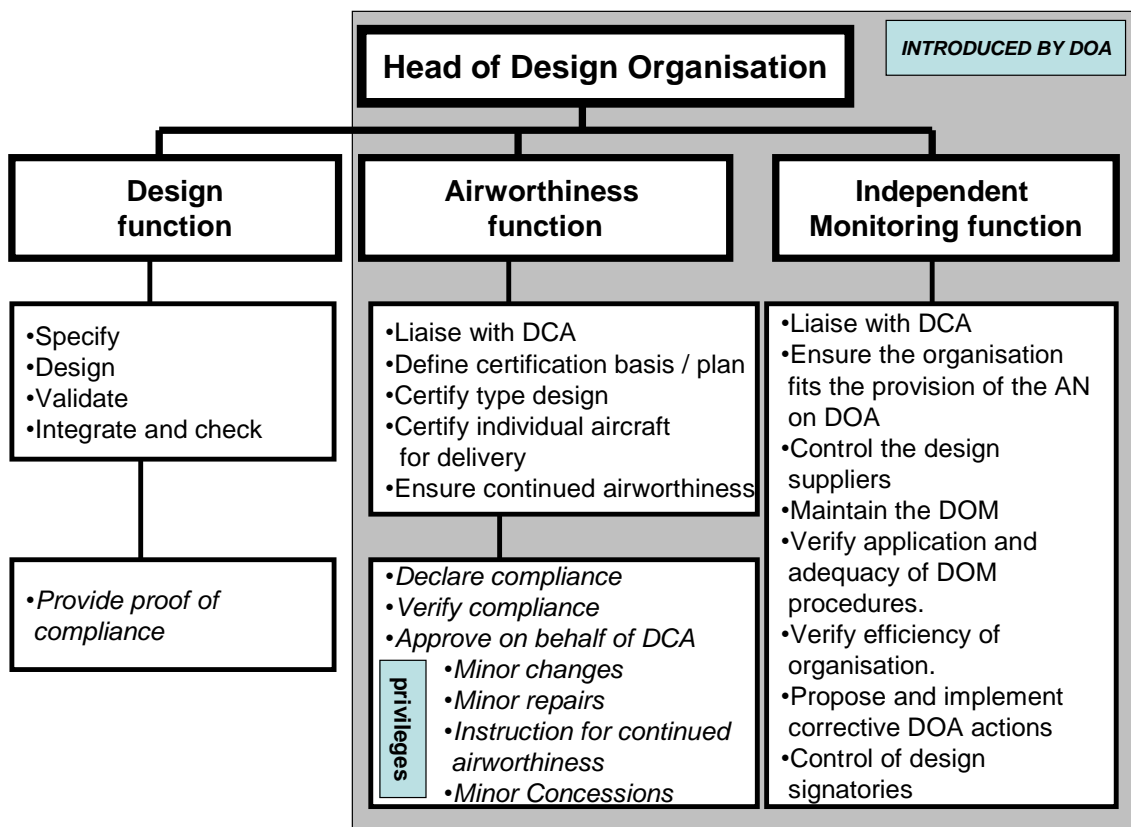 INTRODUCED BY DOA
Head of Design Organisation
Design
function
Airworthiness
function
Independent
Monitoring function
•Specify
•Design
•Validate
•Integrate and check
•Provide proof of
compliance
•Liaise with DCA
•Define certification basis / plan
•Certify type design
•Certify individual aircraft
for delivery
•Ensure continued airworthiness
•Declare compliance
•Verify compliance
•Approve on behalf of DCA
privileges
•Minor changes
•Minor repairs
•Instruction for continued
airworthiness
•Minor Concessions
•Liaise with DCA
•Ensure the organisation
fits the provision of the AN
on DOA
•Control the design
suppliers
•Maintain the DOM
•Verify application and
adequacy of DOM
procedures.
•Verify efficiency of
organisation.
•Propose and implement
corrective DOA actions
•Control of design
signatories